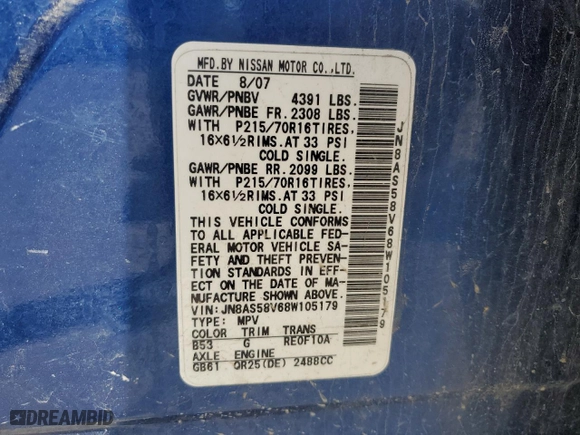 MFD.BY NISSAN MOTOR CO.,LTD.
DATE 8/07
GVWR/PNBV 4391 LBS.
GAWR/PNBE FR. 2308 LBS.
WITH P215/70R16TIRES,
16X6½RIMS.AT 33 PSI
COLD SINGLE.
GAWR/PNBE RR. 2099 LBS.
WITH P215/70R16TIRES,
16X6½RIMS.AT 33 PSI
COLD SINGLE.
THIS VEHICLE CONFORMS
TO ALL APPLICABLE FED-
ERAL MOTOR VEHICLE SA-
FETY AND THEFT PREVEN-
TION STANDARDS IN EFF-
ECT ON THE DATE OF MA-
NUFACTURE SHOWN ABOVE.
VIN: JN8AS58V68W105179
TYPE: MPV
COLOR TRIM TRANS
B53 G RE0F10A
AXLE ENGINE
GB61 QR25(DE) 2488CC
JN8AS58V68W105179
DREAMBID